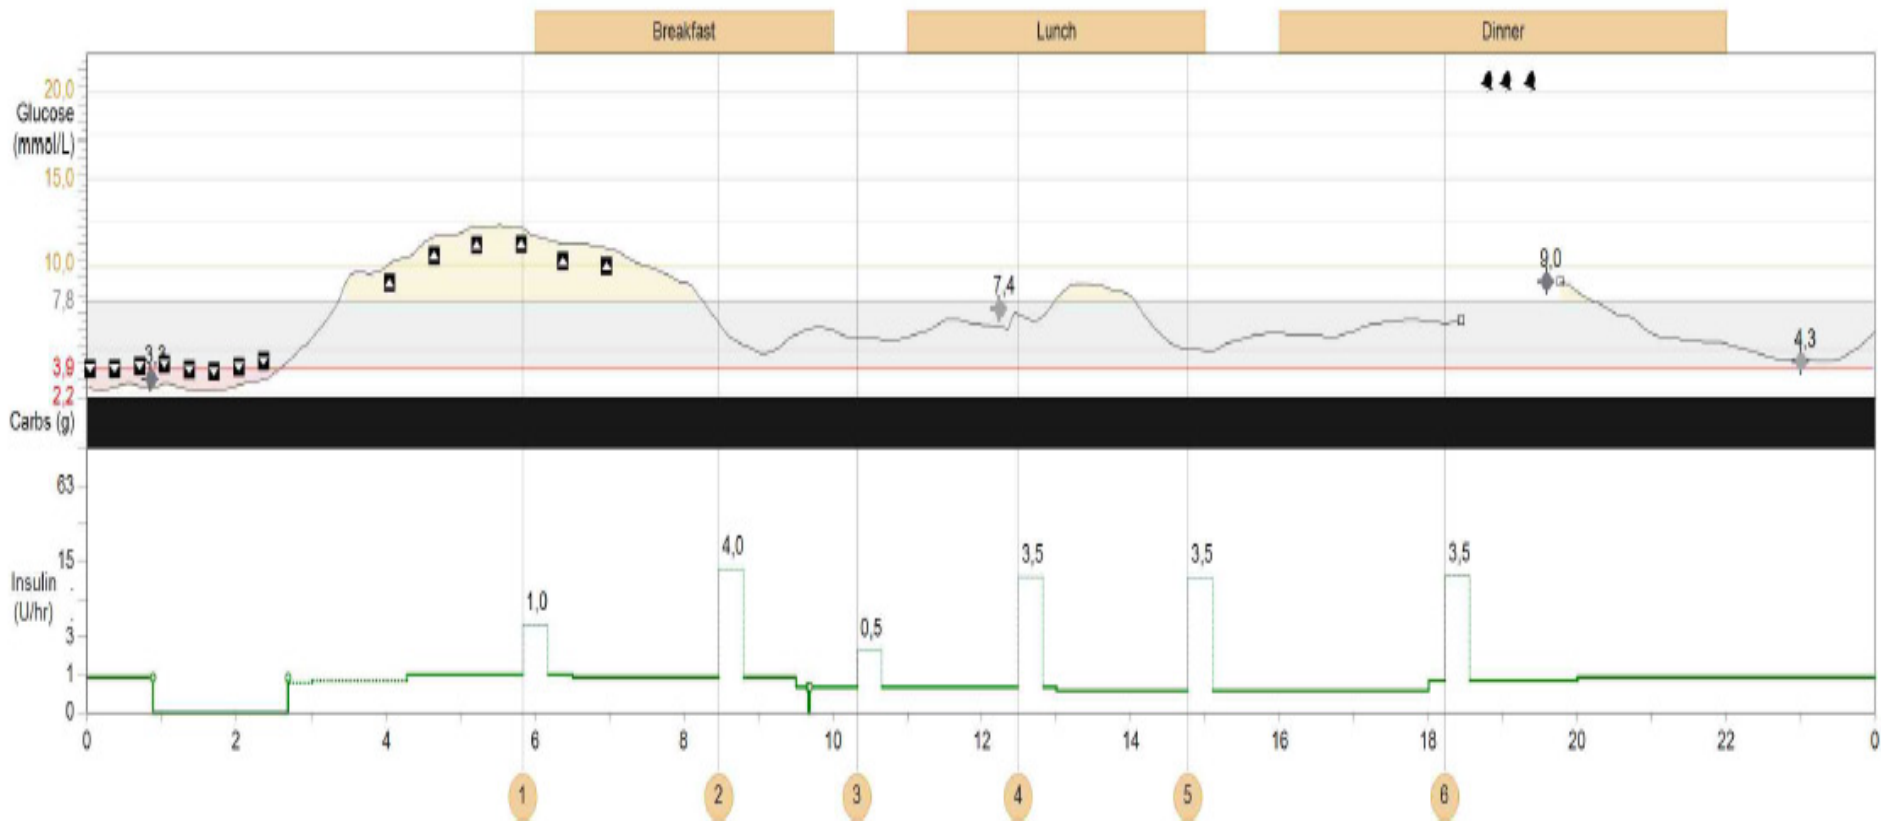 Breakfast Lunch Dinner
20,0
Glucose
(mmol/L)
15,0
10,0
7,8
3,9
2,2
7,4
9,0
3,3
4,3
Carbs (g)
63
15
Insulin
(U/hr)
3
1
0
1,0
4,0
0,5
3,5
3,5
3,5
0 2 4 6 8 10 12 14 16 18 20 22 0
1 2 3 4 5 6